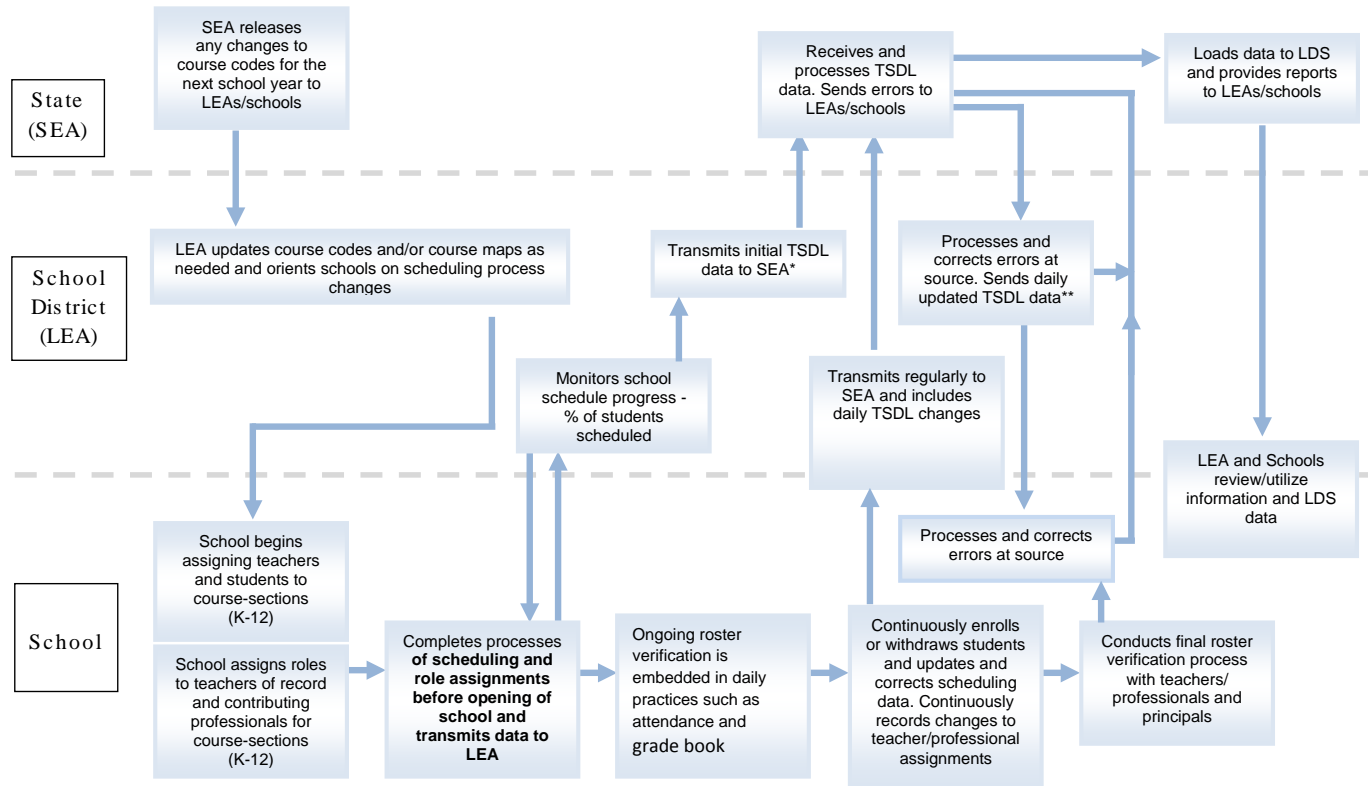 SEA releases
any changes to
course codes for the
next school year to
LEAs/schools
Receives and
processes TSDL
data. Sends errors to
LEAs/schools
Loads data to LDS
and provides reports
to LEAs/schools
State
(SEA)
LEA updates course codes and/or course maps as
needed and orients schools on scheduling process
changes
Transmits initial TSDL
data to SEA*
Processes and
corrects errors at
source. Sends daily
updated TSDL data**
School
District
(LEA)
Monitors school
schedule progress -
% of students
scheduled
Transmits regularly to
SEA and includes
daily TSDL changes
LEA and Schools
review/utilize
information and LDS
data
School begins
assigning teachers
and students to
course-sections
(K-12)
Processes and corrects
errors at source
School
School assigns roles
to teachers of record
and contributing
professionals for
course-sections
(K-12)
Completes processes
of scheduling and
role assignments
before opening of
school and
transmits data to
LEA
Ongoing roster
verification is
embedded in daily
practices such as
attendance and
grade book
Continuously enrolls
or withdraws students
and updates and
corrects scheduling
data. Continuously
records changes to
teacher/professional
assignments
Conducts final roster
verification process
with teachers/
professionals and
principals